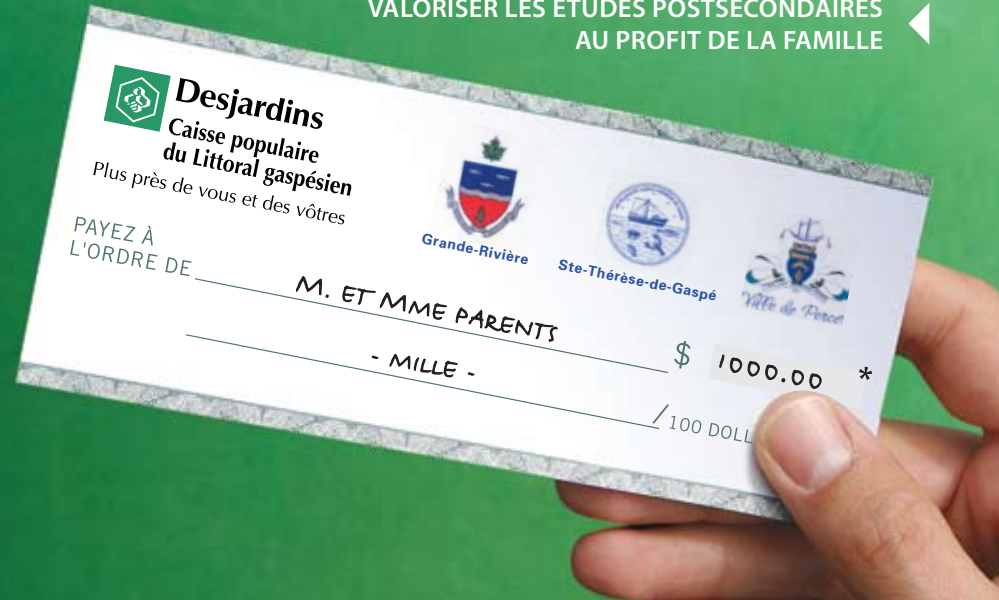 VALORISER LES ÉTUDES POSTSECONDAIRES
AU PROFIT DE LA FAMILLE
Desjardins
Caisse populaire
du Littoral gaspésien
Plus près de vous et des vôtres
Grande-Rivière
Ste-Thérèse-de-Gaspé
Ville de Percé
PAYEZ À
L'ORDRE DE
M. ET MME PARENTS
$ 1000.00 *
- MILLE -
/100 DOLL